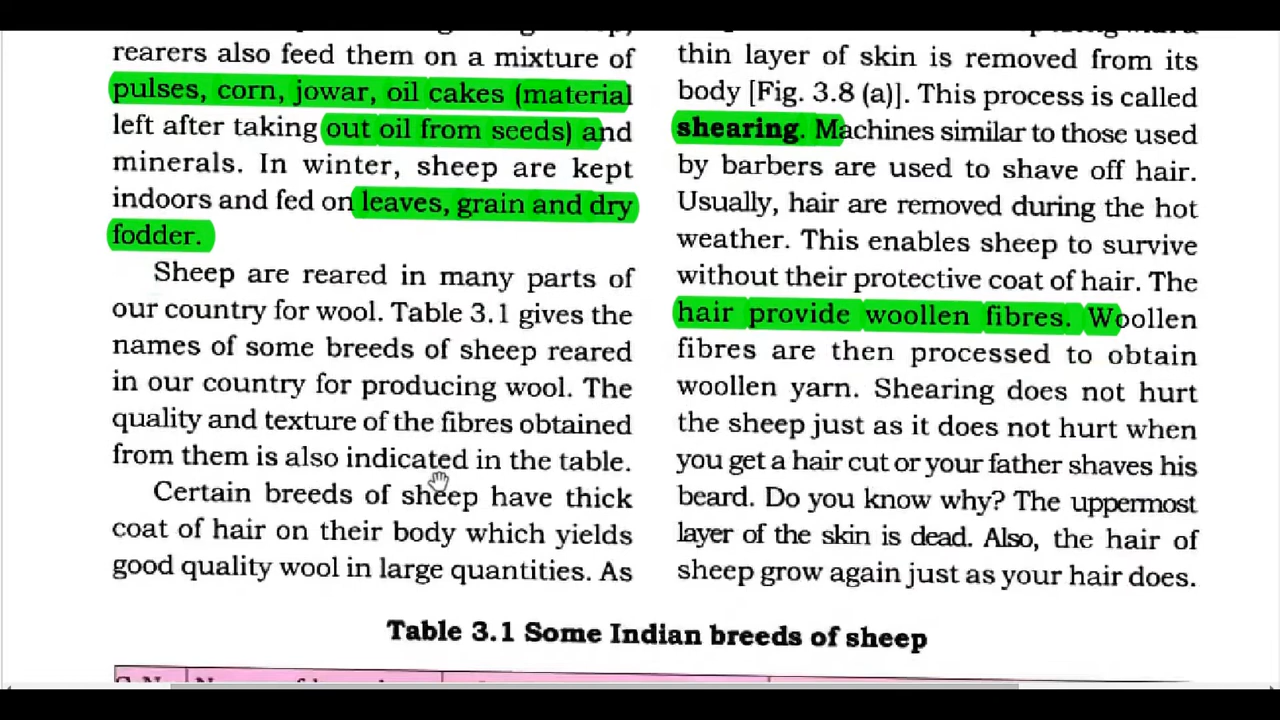 rearers also feed them on a mixture of
pulses, corn, jowar, oil cakes (material
left after taking out oil from seeds) and
minerals. In winter, sheep are kept
indoors and fed on leaves, grain and dry
fodder.
Sheep are reared in many parts of
our country for wool. Table 3.1 gives the
names of some breeds of sheep reared
in our country for producing wool. The
quality and texture of the fibres obtained
from them is also indicated in the table.
Certain breeds of sheep have thick
coat of hair on their body which yields
good quality wool in large quantities. As
thin layer of skin is removed from its
body [Fig. 3.8 (a)]. This process is called
shearing. Machines similar to those used
by barbers are used to shave off hair.
Usually, hair are removed during the hot
weather. This enables sheep to survive
without their protective coat of hair. The
hair provide woollen fibres. Woollen
fibres are then processed to obtain
woollen yarn. Shearing does not hurt
the sheep just as it does not hurt when
you get a hair cut or your father shaves his
beard. Do you know why? The uppermost
layer of the skin is dead. Also, the hair of
sheep grow again just as your hair does.
Table 3.1 Some Indian breeds of sheep